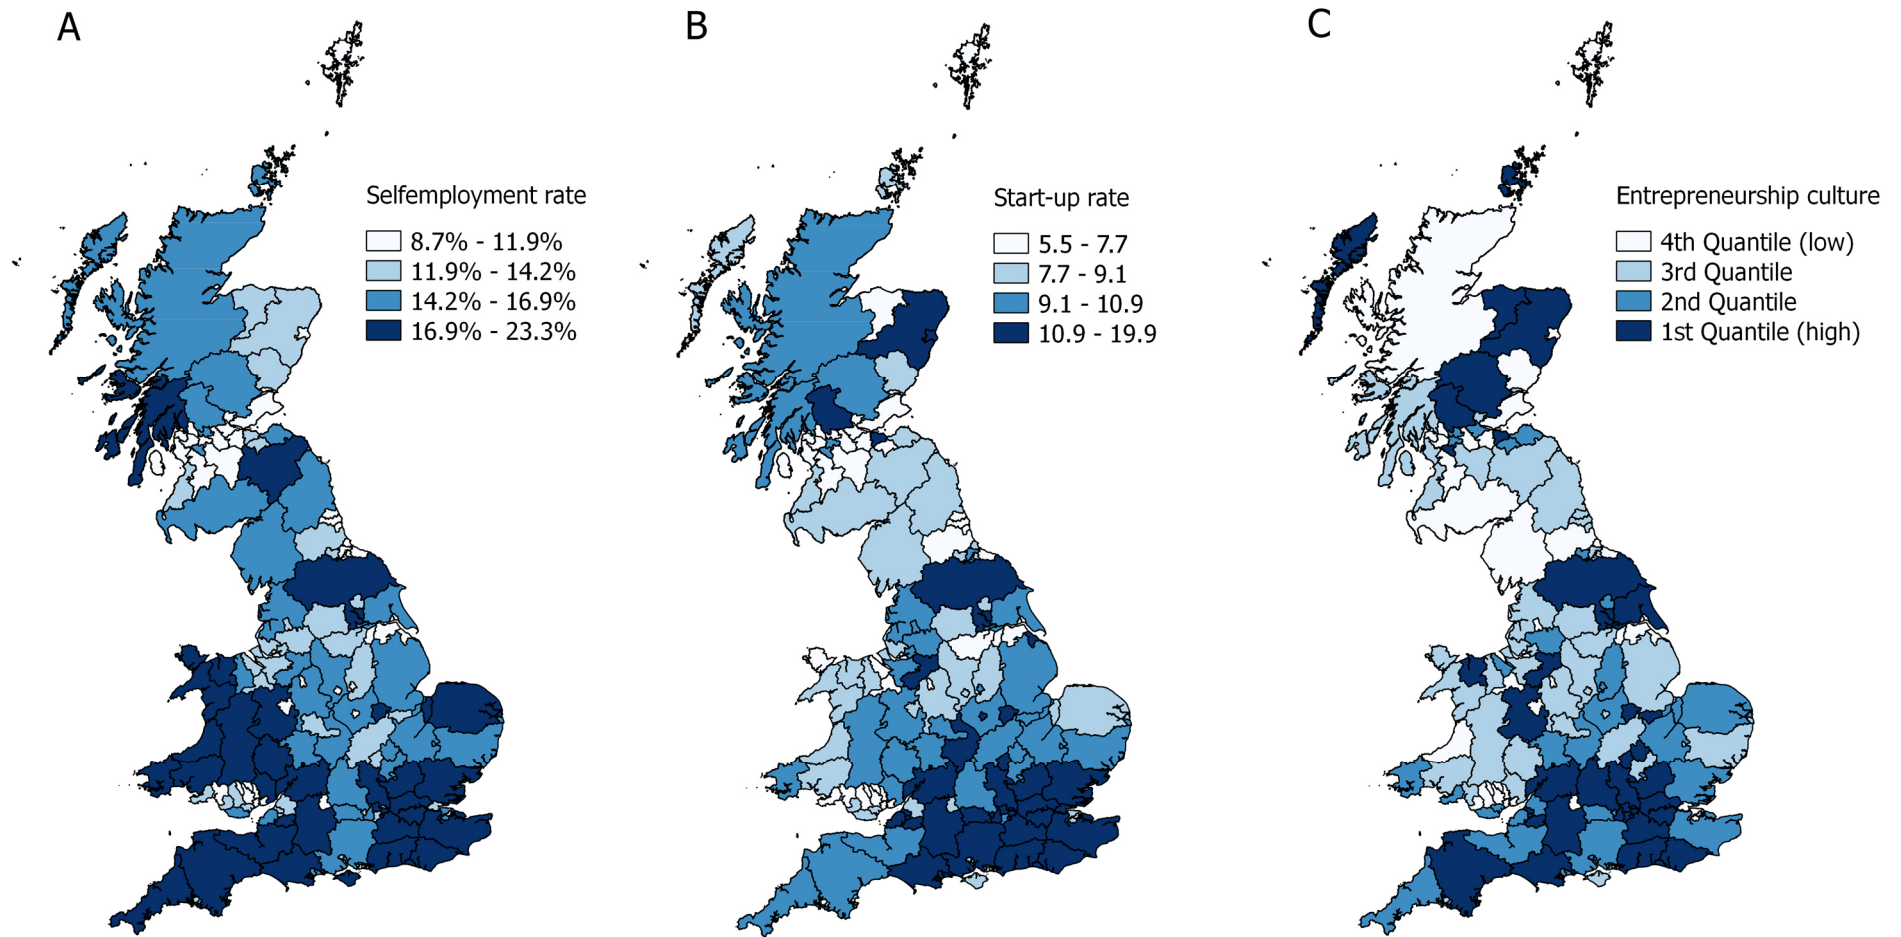 A
Selfemployment rate
8.7% - 11.9%
11.9% - 14.2%
14.2% - 16.9%
16.9% - 23.3%
B
Start-up rate
5.5 - 7.7
7.7 - 9.1
9.1 - 10.9
10.9 - 19.9
C
Entrepreneurship culture
4th Quantile (low)
3rd Quantile
2nd Quantile
1st Quantile (high)